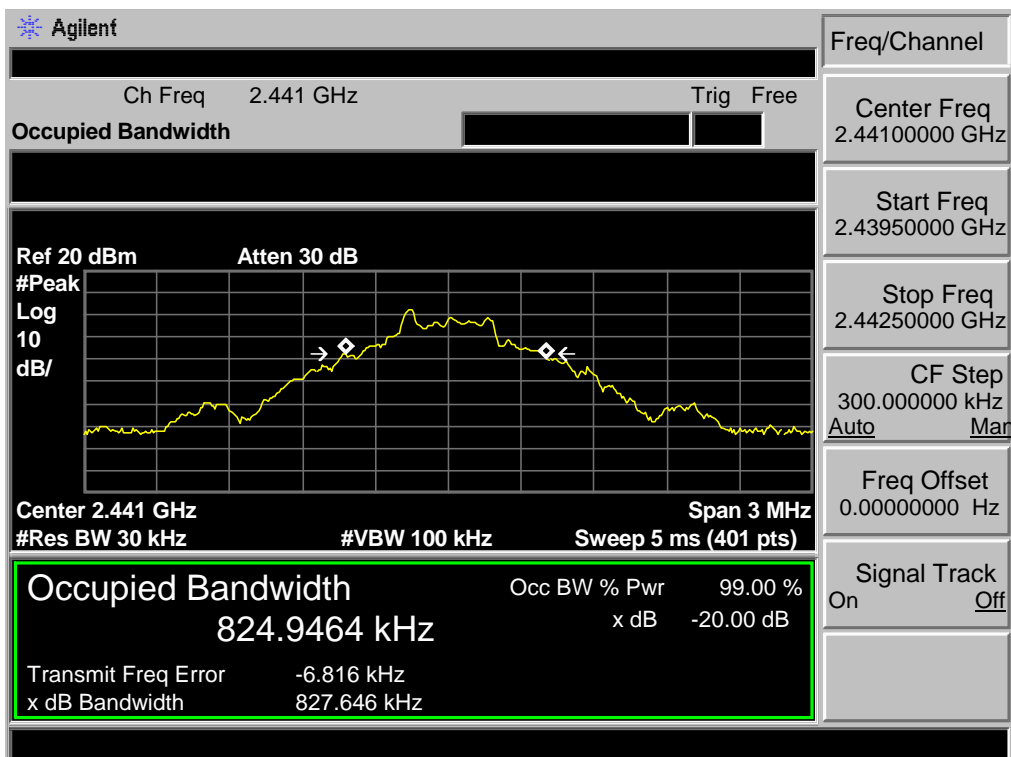 Agilent
Ch Freq 2.441 GHz Trig Free
Occupied Bandwidth
Ref 20 dBm Atten 30 dB
#Peak
Log
10
dB/
Center 2.441 GHz Span 3 MHz
#Res BW 30 kHz #VBW 100 kHz Sweep 5 ms (401 pts)
Occupied Bandwidth
824.9464 kHz
Occ BW % Pwr 99.00 %
x dB -20.00 dB
Transmit Freq Error -6.816 kHz
x dB Bandwidth 827.646 kHz
Freq/Channel
Center Freq
2.44100000 GHz
Start Freq
2.43950000 GHz
Stop Freq
2.44250000 GHz
CF Step
300.000000 kHz
Auto Man
Freq Offset
0.00000000 Hz
Signal Track
On Off